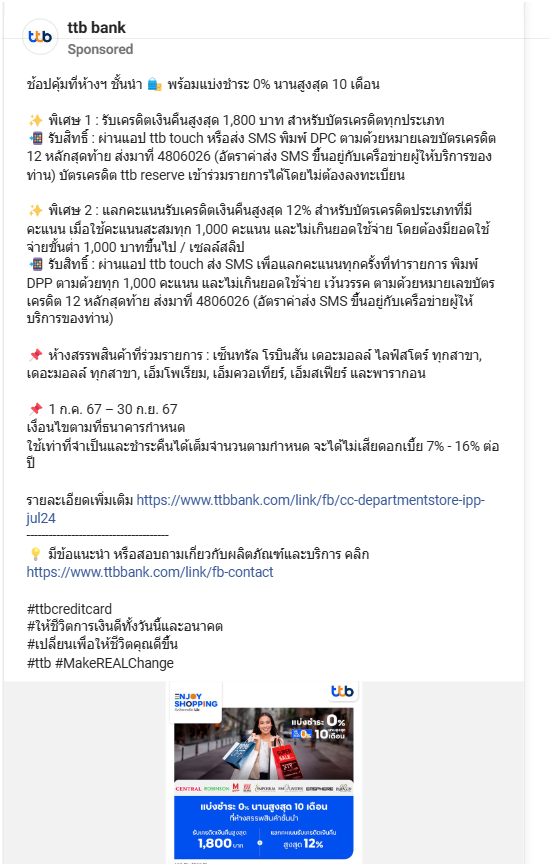 ttb
ttb bank
Sponsored
ช้อปคุ้มที่ห้างฯ ชั้นนำ 🛍️ พร้อมแบ่งชำระ 0% นานสูงสุด 10 เดือน
✨ พิเศษ 1 : รับเครดิตเงินคืนสูงสุด 1,800 บาท สำหรับบัตรเครดิตทุกประเภท
📲 รับสิทธิ์ : ผ่านแอป ttb touch หรือส่ง SMS พิมพ์ DPC ตามด้วยหมายเลขบัตรเครดิต
12 หลักสุดท้าย ส่งมาที่ 4806026 (อัตราค่าส่ง SMS ขึ้นอยู่กับเครือข่ายผู้ให้บริการของ
ท่าน) บัตรเครดิต ttb reserve เข้าร่วมรายการได้โดยไม่ต้องลงทะเบียน
✨ พิเศษ 2 : แลกคะแนนรับเครดิตเงินคืนสูงสุด 12% สำหรับบัตรเครดิตประเภทที่มี
คะแนน เมื่อใช้คะแนนสะสมทุก 1,000 คะแนน และไม่เกินยอดใช้จ่าย โดยต้องมียอดใช้
จ่ายขั้นต่ำ 1,000 บาทขึ้นไป / เซลล์สลิป
📲 รับสิทธิ์ : ผ่านแอป ttb touch ส่ง SMS เพื่อแลกคะแนนทุกครั้งที่ทำรายการ พิมพ์
DPP ตามด้วยทุก 1,000 คะแนน และไม่เกินยอดใช้จ่าย เว้นวรรค ตามด้วยหมายเลขบัตร
เครดิต 12 หลักสุดท้าย ส่งมาที่ 4806026 (อัตราค่าส่ง SMS ขึ้นอยู่กับเครือข่ายผู้ให้
บริการของท่าน)
📌 ห้างสรรพสินค้าที่ร่วมรายการ : เซ็นทรัล โรบินสัน เดอะมอลล์ ไลฟ์สโตร์ ทุกสาขา,
เดอะมอลล์ ทุกสาขา, เอ็มโพเรียม, เอ็มควอเทียร์, เอ็มสเฟียร์ และพารากอน
📌 1 ก.ค. 67 – 30 ก.ย. 67
เงื่อนไขตามที่ธนาคารกำหนด
ใช้เท่าที่จำเป็นและชำระคืนได้เต็มจำนวนตามกำหนด จะได้ไม่เสียดอกเบี้ย 7% - 16% ต่อ
ปี
รายละเอียดเพิ่มเติม https://www.ttbbank.com/link/fb/cc-departmentstore-ipp-
jul24
--------------------------------------
💡 มีข้อแนะนำ หรือสอบถามเกี่ยวกับผลิตภัณฑ์และบริการ คลิก
https://www.ttbbank.com/link/fb-contact
#ttbcreditcard
#ให้ชีวิตการเงินดีทั้งวันนี้และอนาคต
#เปลี่ยนเพื่อให้ชีวิตคุณดีขึ้น
#ttb #MakeREALChange
ENJOY
SHOPPING
ttb
แบ่งชำระ 0%
0% นานสูงสุด 10 เดือน
SALE
CENTRAL ROBINSON EMSPHERE
แบ่งชำระ 0% นานสูงสุด 10 เดือน
ที่ห้างสรรพสินค้าชั้นนำ
รับเครดิตเงินคืนสูงสุด
1,800 บาท
แลกคะแนนรับเครดิตเงินคืน
สูงสุด 12%